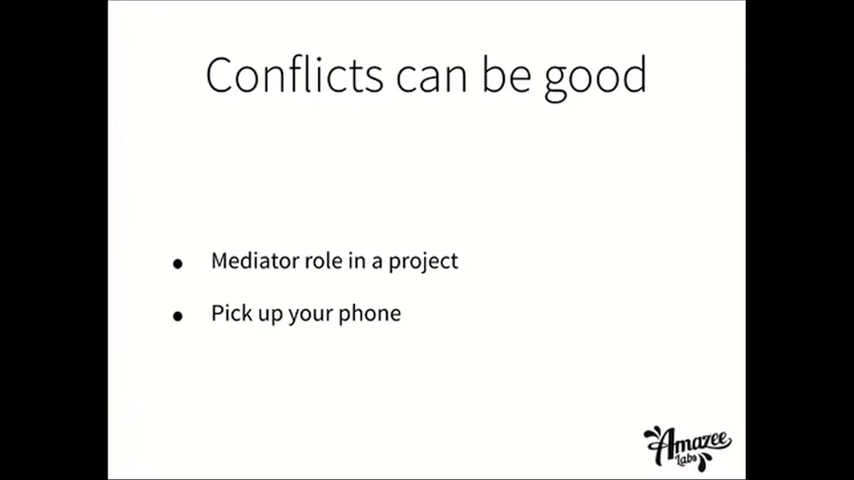 Conflicts can be good
Mediator role in a project
Pick up your phone
Amazee
Labs